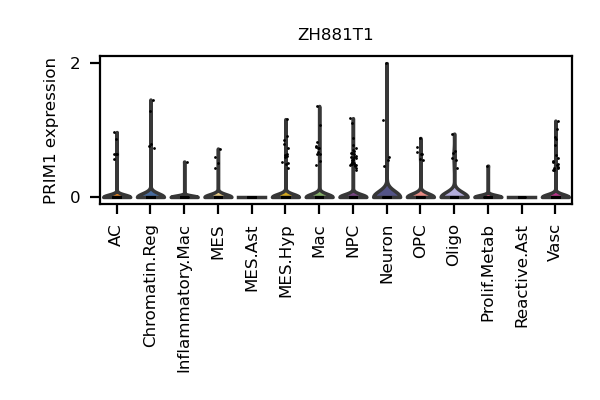 ZH881T1
PRIM1 expression
2
0
AC
Chromatin.Reg
Inflammatory.Mac
MES
MES.Ast
MES.Hyp
Mac
NPC
Neuron
OPC
Oligo
Prolif.Metab
Reactive.Ast
Vasc